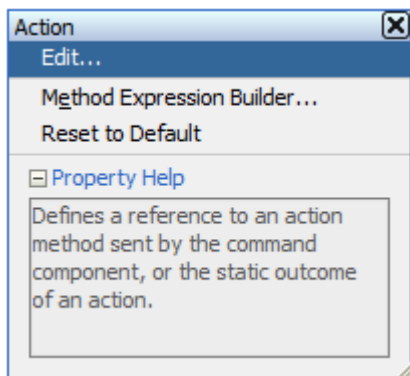 Action
Edit...
Method Expression Builder...
Reset to Default
Property Help
Defines a reference to an action
method sent by the command
component, or the static outcome
of an action.